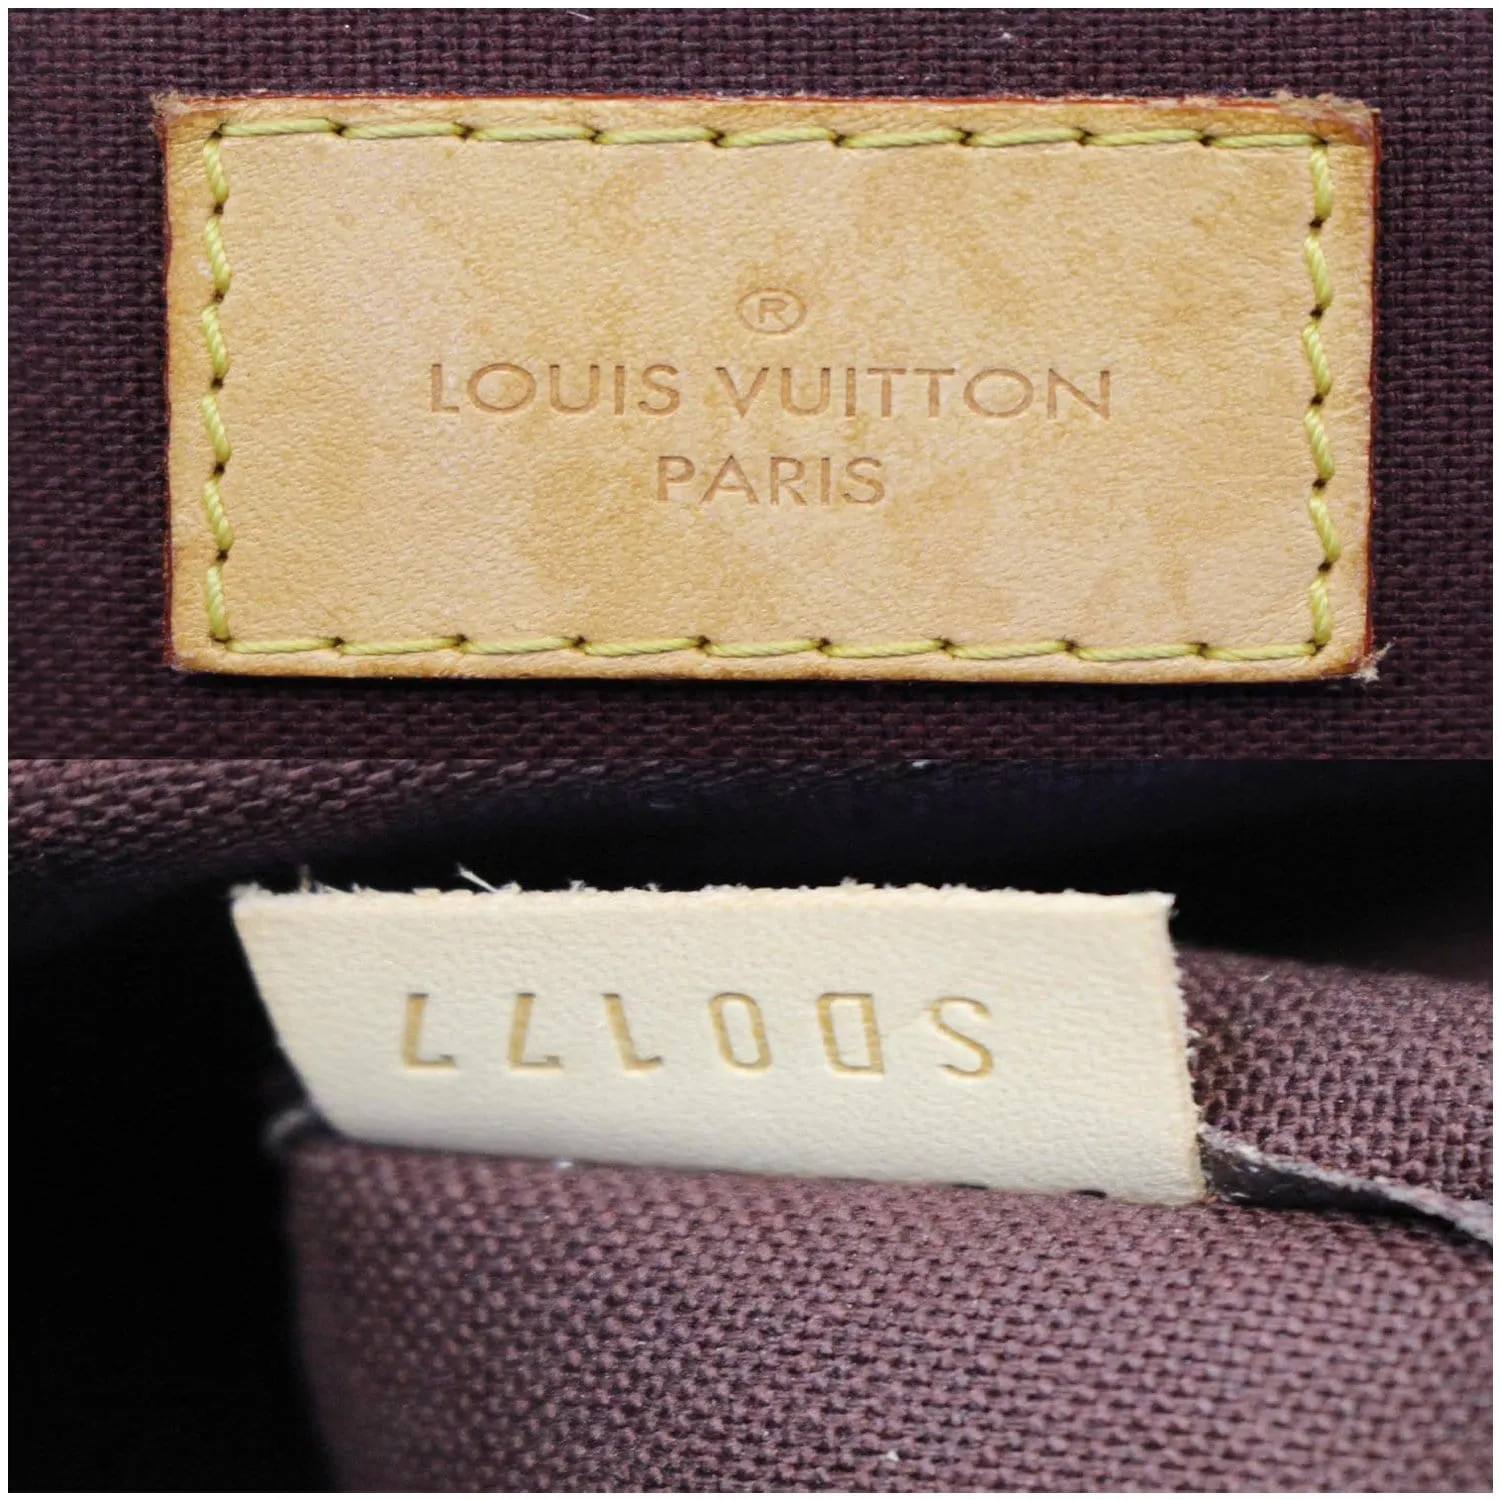 ®
LOUIS VUITTON
PARIS
SD0177